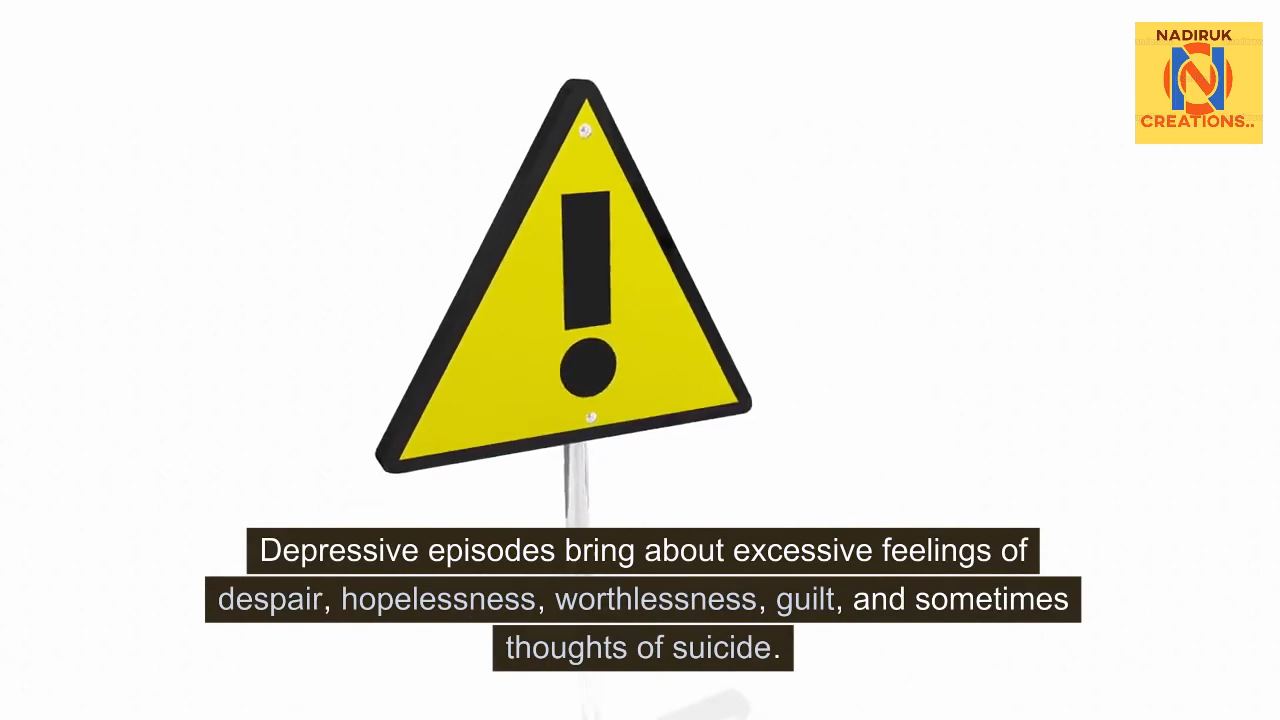 NADIRUK
N
CREATIONS..
Depressive episodes bring about excessive feelings of
despair, hopelessness, worthlessness, guilt, and sometimes
thoughts of suicide.